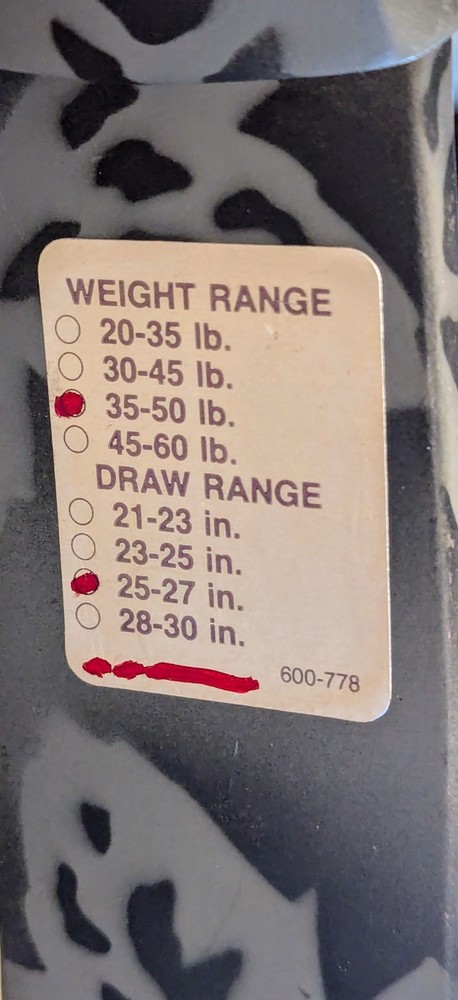 WEIGHT RANGE
20-35 lb.
30-45 lb.
35-50 lb.
45-60 lb.
DRAW RANGE
21-23 in.
23-25 in.
25-27 in.
28-30 in.
600-778